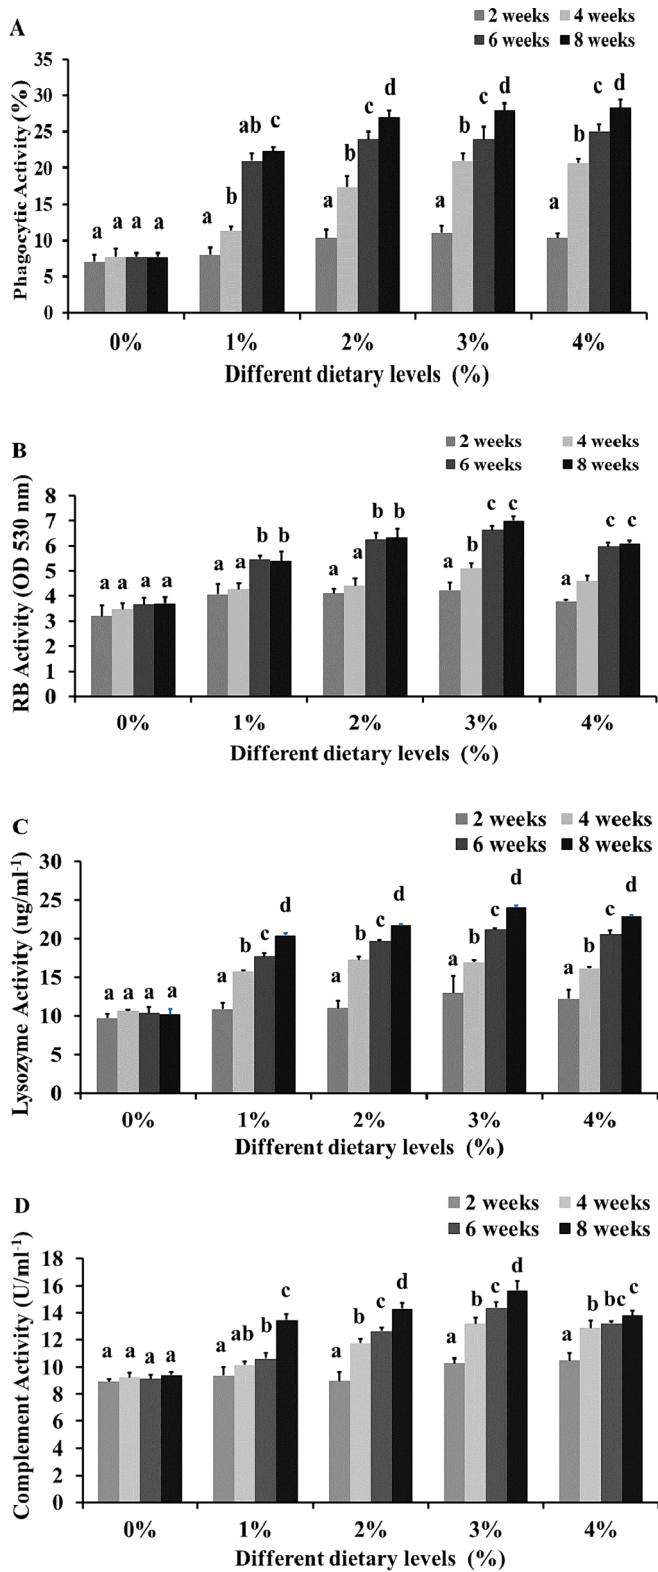 A
2 weeks 4 weeks
6 weeks 8 weeks
Phagocytic Activity (%)
35
30
25
20
15
10
5
0
a a a a
a b ab c
a b c d
a b c d
a b c d
0% 1% 2% 3% 4%
Different dietary levels (%)
B
2 weeks 4 weeks
6 weeks 8 weeks
RB Activity (OD 530 nm)
8
7
6
5
4
3
2
1
0
a a a a
a a b b
a a b b
a b c c
a c c
0% 1% 2% 3% 4%
Different dietary levels (%)
C
2 weeks 4 weeks
6 weeks 8 weeks
Lysozyme Activity (ug/ml-1)
30
25
20
15
10
5
0
a a a a
a b c d
a b c d
a b c d
a b c d
0% 1% 2% 3% 4%
Different dietary levels (%)
D
2 weeks 4 weeks
6 weeks 8 weeks
Complement Activity (U/ml-1)
18
16
14
12
10
8
6
4
2
0
a a a a
a ab b c
a b c d
a b c d
a b bc c
0% 1% 2% 3% 4%
Different dietary levels (%)